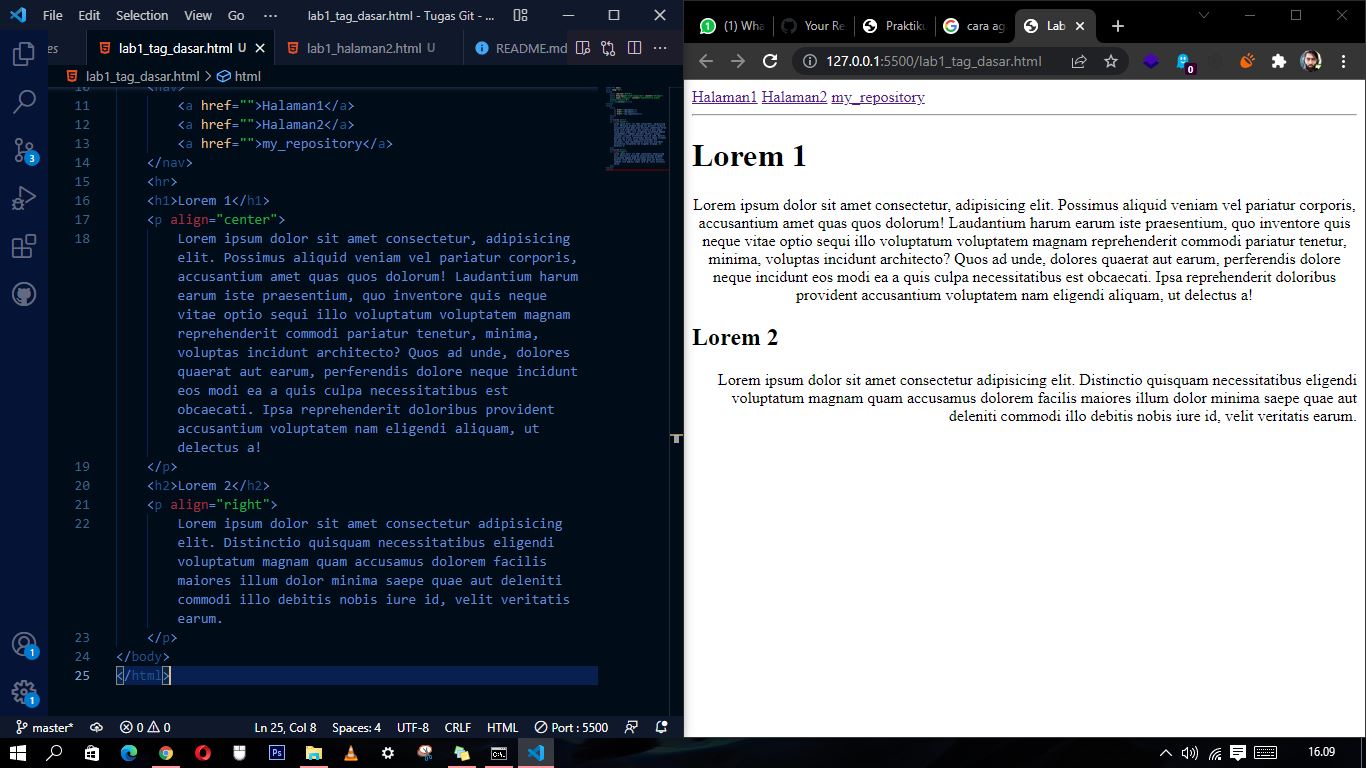 File Edit Selection View Go ··· lab1_tag_dasar.html - Tugas Git - ...
es lab1_tag_dasar.html U lab1_halaman2.html U README.md
lab1_tag_dasar.html > html
10 <nav>
11 <a href="">Halaman1</a>
12 <a href="">Halaman2</a>
13 <a href="">my_repository</a>
14 </nav>
15 <hr>
16 <h1>Lorem 1</h1>
17 <p align="center">
18 Lorem ipsum dolor sit amet consectetur, adipisicing
elit. Possimus aliquid veniam vel pariatur corporis,
accusantium amet quas quos dolorum! Laudantium harum
earum iste praesentium, quo inventore quis neque
vitae optio sequi illo voluptatum voluptatem magnam
reprehenderit commodi pariatur tenetur, minima,
voluptas incidunt architecto? Quos ad unde, dolores
quaerat aut earum, perferendis dolore neque incidunt
eos modi ea a quis culpa necessitatibus est
obcaecati. Ipsa reprehenderit doloribus provident
accusantium voluptatem nam eligendi aliquam, ut
delectus a!
19 </p>
20 <h2>Lorem 2</h2>
21 <p align="right">
22 Lorem ipsum dolor sit amet consectetur adipisicing
elit. Distinctio quisquam necessitatibus eligendi
voluptatum magnam quam accusamus dolorem facilis
maiores illum dolor minima saepe quae aut deleniti
commodi illo debitis nobis iure id, velit veritatis
earum.
23 </p>
24 </body>
25 </html>
3
1
1
master* 0 0 Ln 25, Col 8 Spaces: 4 UTF-8 CRLF HTML Port : 5500
(1) Wha Your Re Praktiku cara ag Lab
127.0.0.1:5500/lab1_tag_dasar.html
0
Halaman1 Halaman2 my_repository
Lorem 1
Lorem ipsum dolor sit amet consectetur, adipisicing elit. Possimus aliquid veniam vel pariatur corporis,
accusantium amet quas quos dolorum! Laudantium harum earum iste praesentium, quo inventore quis
neque vitae optio sequi illo voluptatum voluptatem magnam reprehenderit commodi pariatur tenetur,
minima, voluptas incidunt architecto? Quos ad unde, dolores quaerat aut earum, perferendis dolore
neque incidunt eos modi ea a quis culpa necessitatibus est obcaecati. Ipsa reprehenderit doloribus
provident accusantium voluptatem nam eligendi aliquam, ut delectus a!
Lorem 2
Lorem ipsum dolor sit amet consectetur adipisicing elit. Distinctio quisquam necessitatibus eligendi
voluptatum magnam quam accusamus dolorem facilis maiores illum dolor minima saepe quae aut
deleniti commodi illo debitis nobis iure id, velit veritatis earum.
Ps
16.09